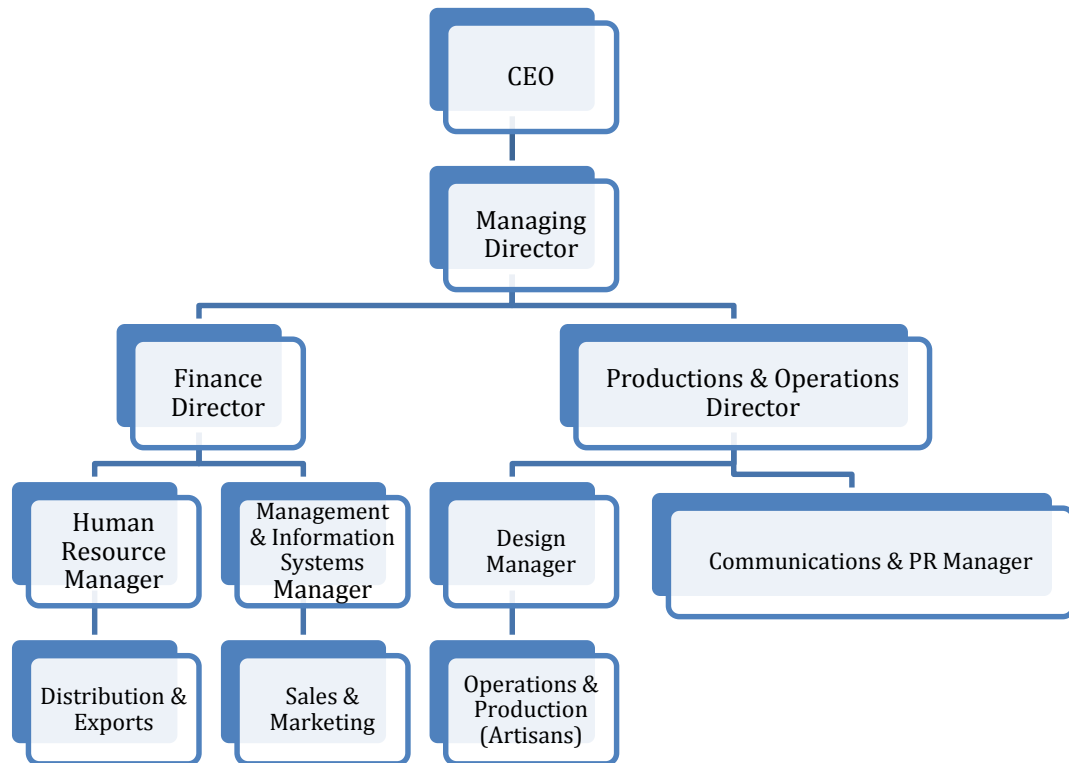 CEO
Managing
Director
Finance
Director
Productions & Operations
Director
Human
Resource
Manager
Management
& Information
Systems
Manager
Design
Manager
Communications & PR Manager
Distribution &
Exports
Sales &
Marketing
Operations &
Production
(Artisans)